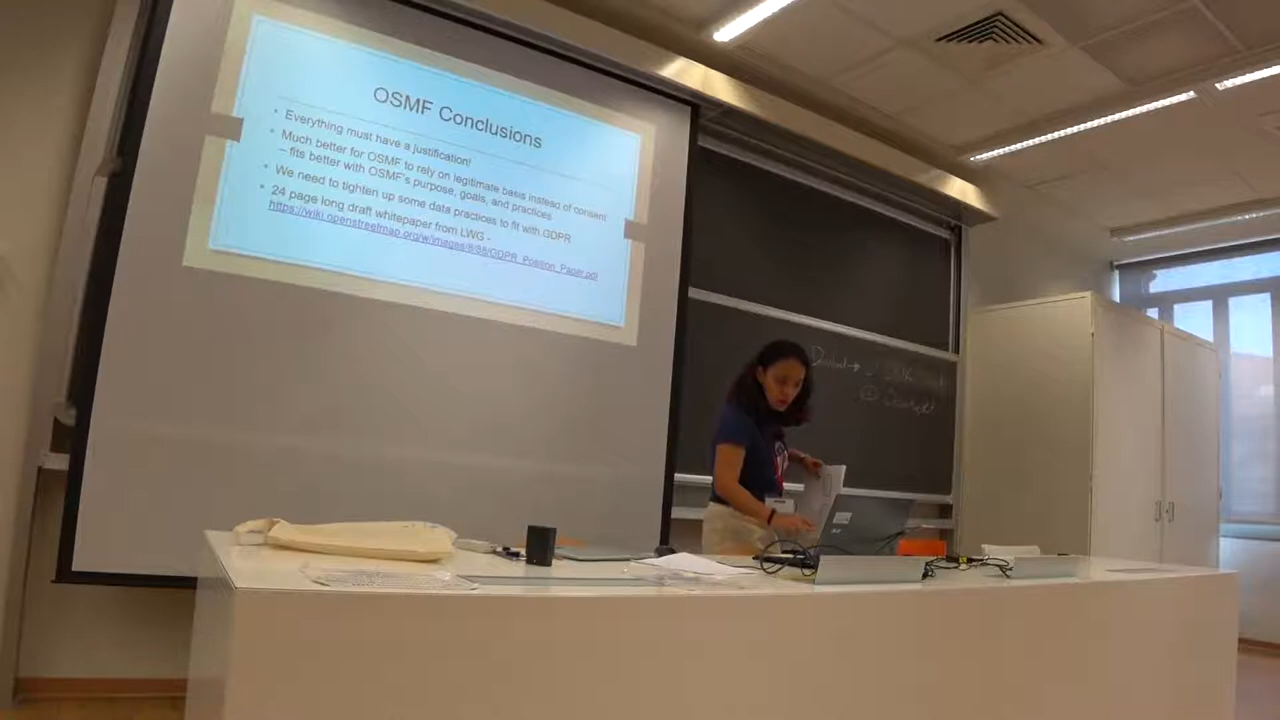 OSMF Conclusions
• Everything must have a justification!
• Much better for OSMF to rely on legitimate basis instead of consent
– fits better with OSMF's purpose, goals, and practices
• We need to tighten up some data practices to fit with GDPR
• 24 page long draft whitepaper from LWG -
https://wiki.openstreetmap.org/w/images/8/88/GDPR_Position_Paper.pdf